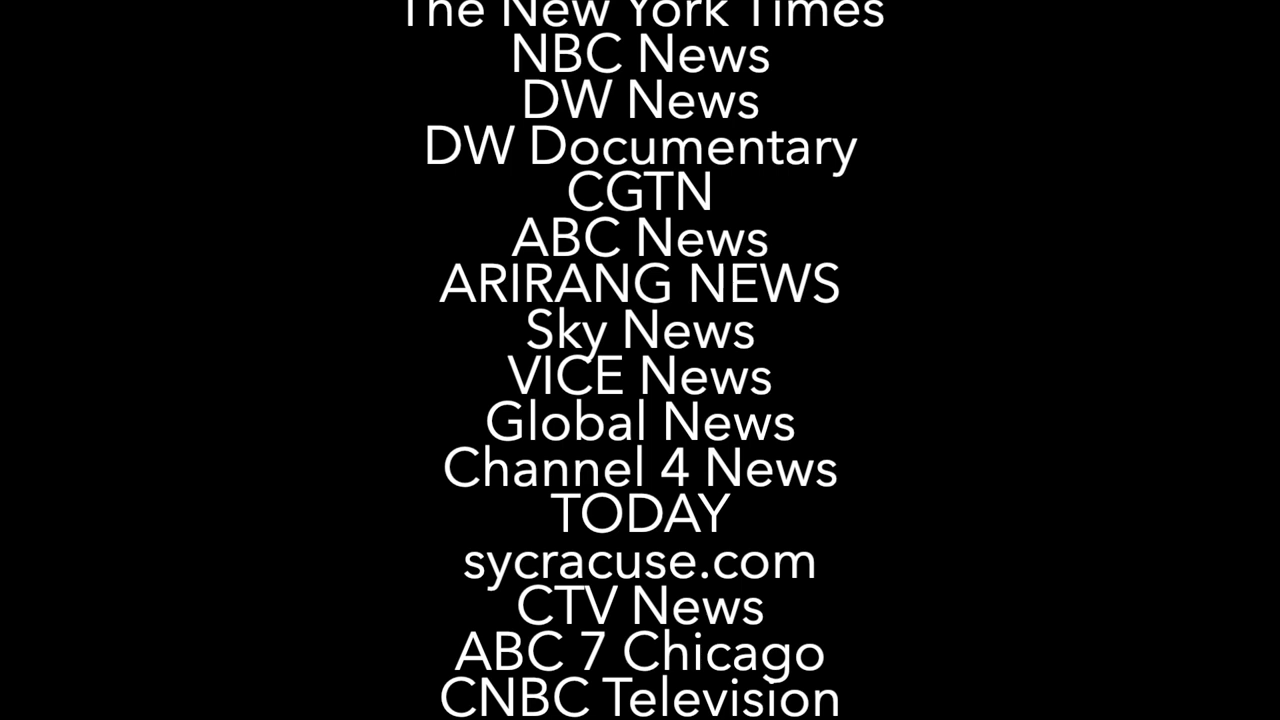 The New York Times
NBC News
DW News
DW Documentary
CGTN
ABC News
ARIRANG NEWS
Sky News
VICE News
Global News
Channel 4 News
TODAY
sycracuse.com
CTV News
ABC 7 Chicago
CNBC Television